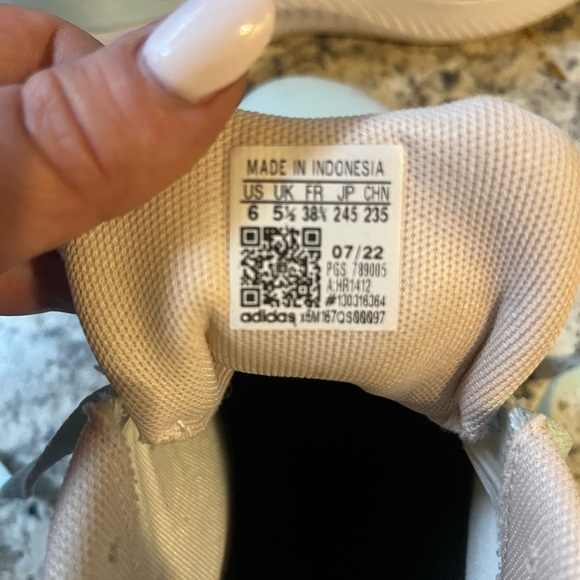 MADE IN INDONESIA
US UK FR JP CHN
6 5½ 38⅔ 245 235
07/22
PGS 789005
A:HR1412
#130316364
adidas x6M167QS00097